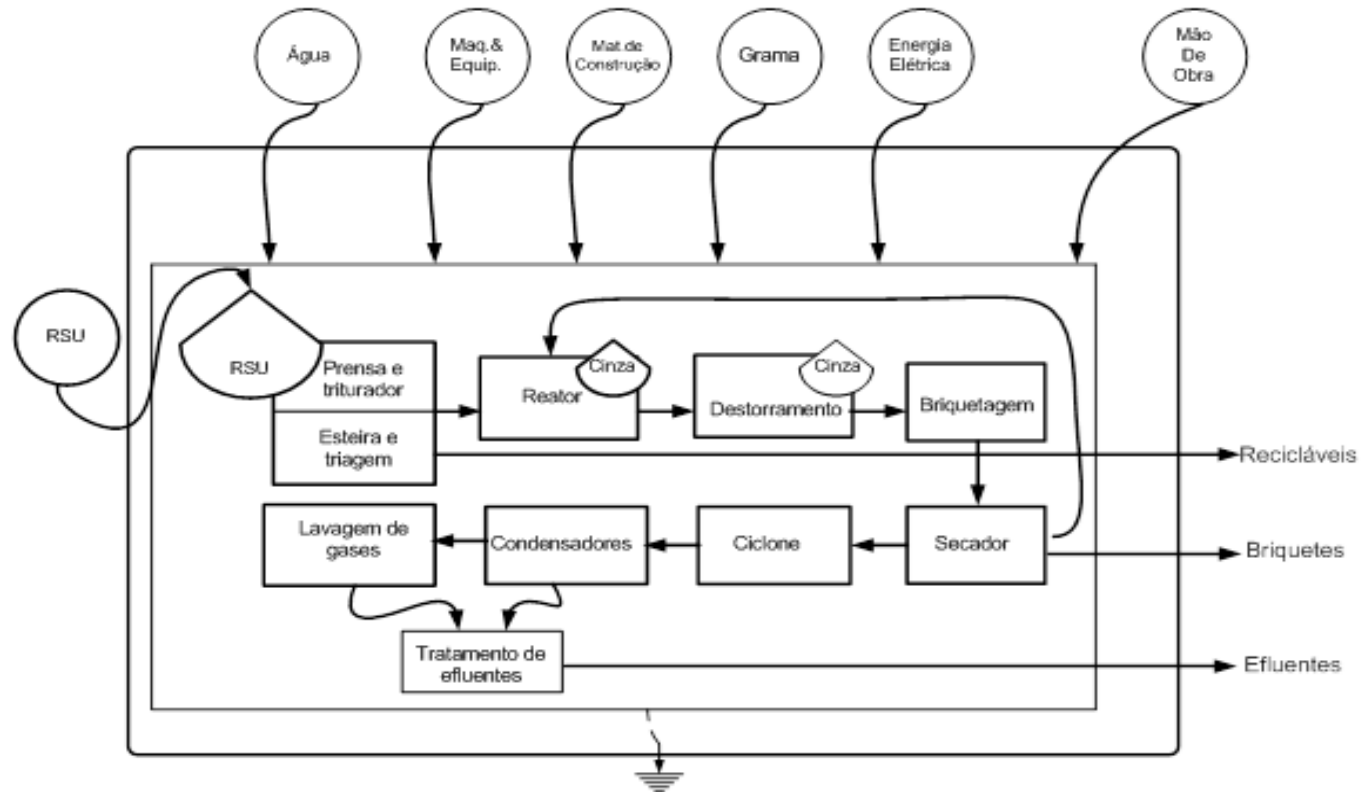 Água
Maq.&
Equip.
Mat.de
Construção
Grama
Energia
Elétrica
Mão
De
Obra
RSU
RSU
Prensa e
triturador
Esteira e
triagem
Reator
Cinza
Destorramento
Cinza
Briquetagem
Recicláveis
Lavagem de
gases
Condensadores
Ciclone
Secador
Briquetes
Tratamento de
efluentes
Efluentes